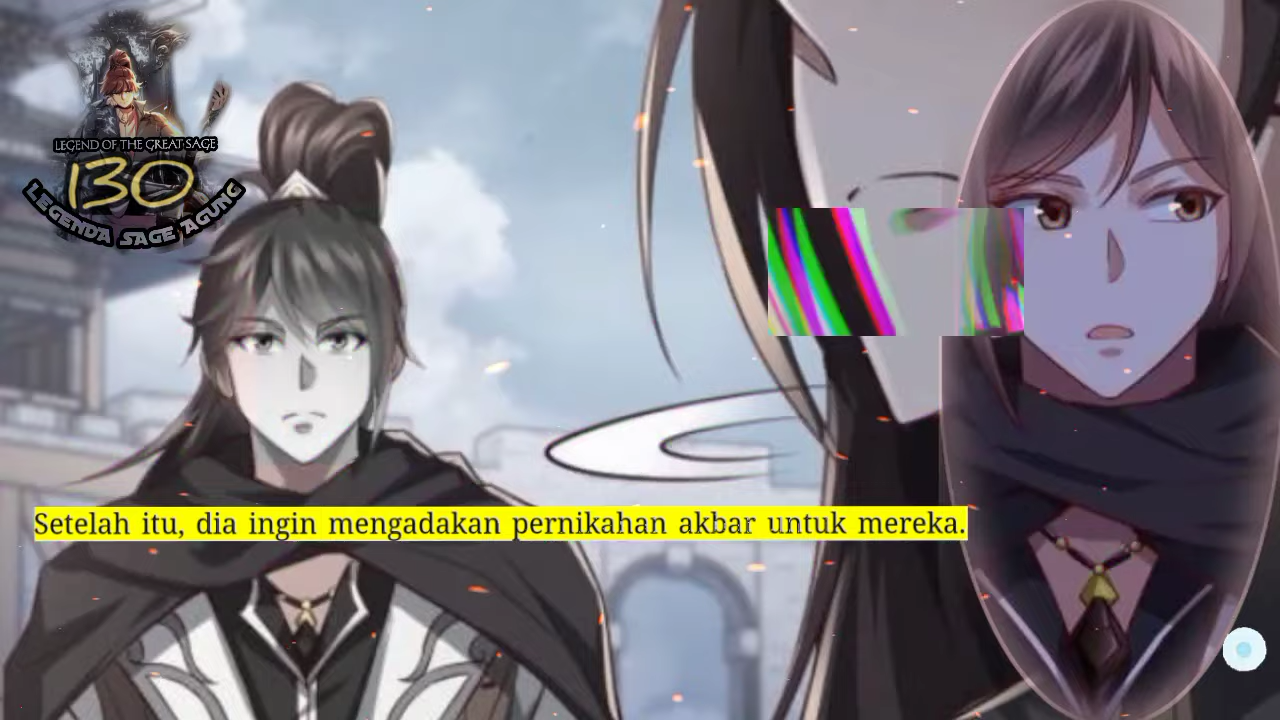 LEGEND OF THE GREAT SAGE
130
LEGENDA SAGE AGUNG
Setelah itu, dia ingin mengadakan pernikahan akbar untuk mereka.